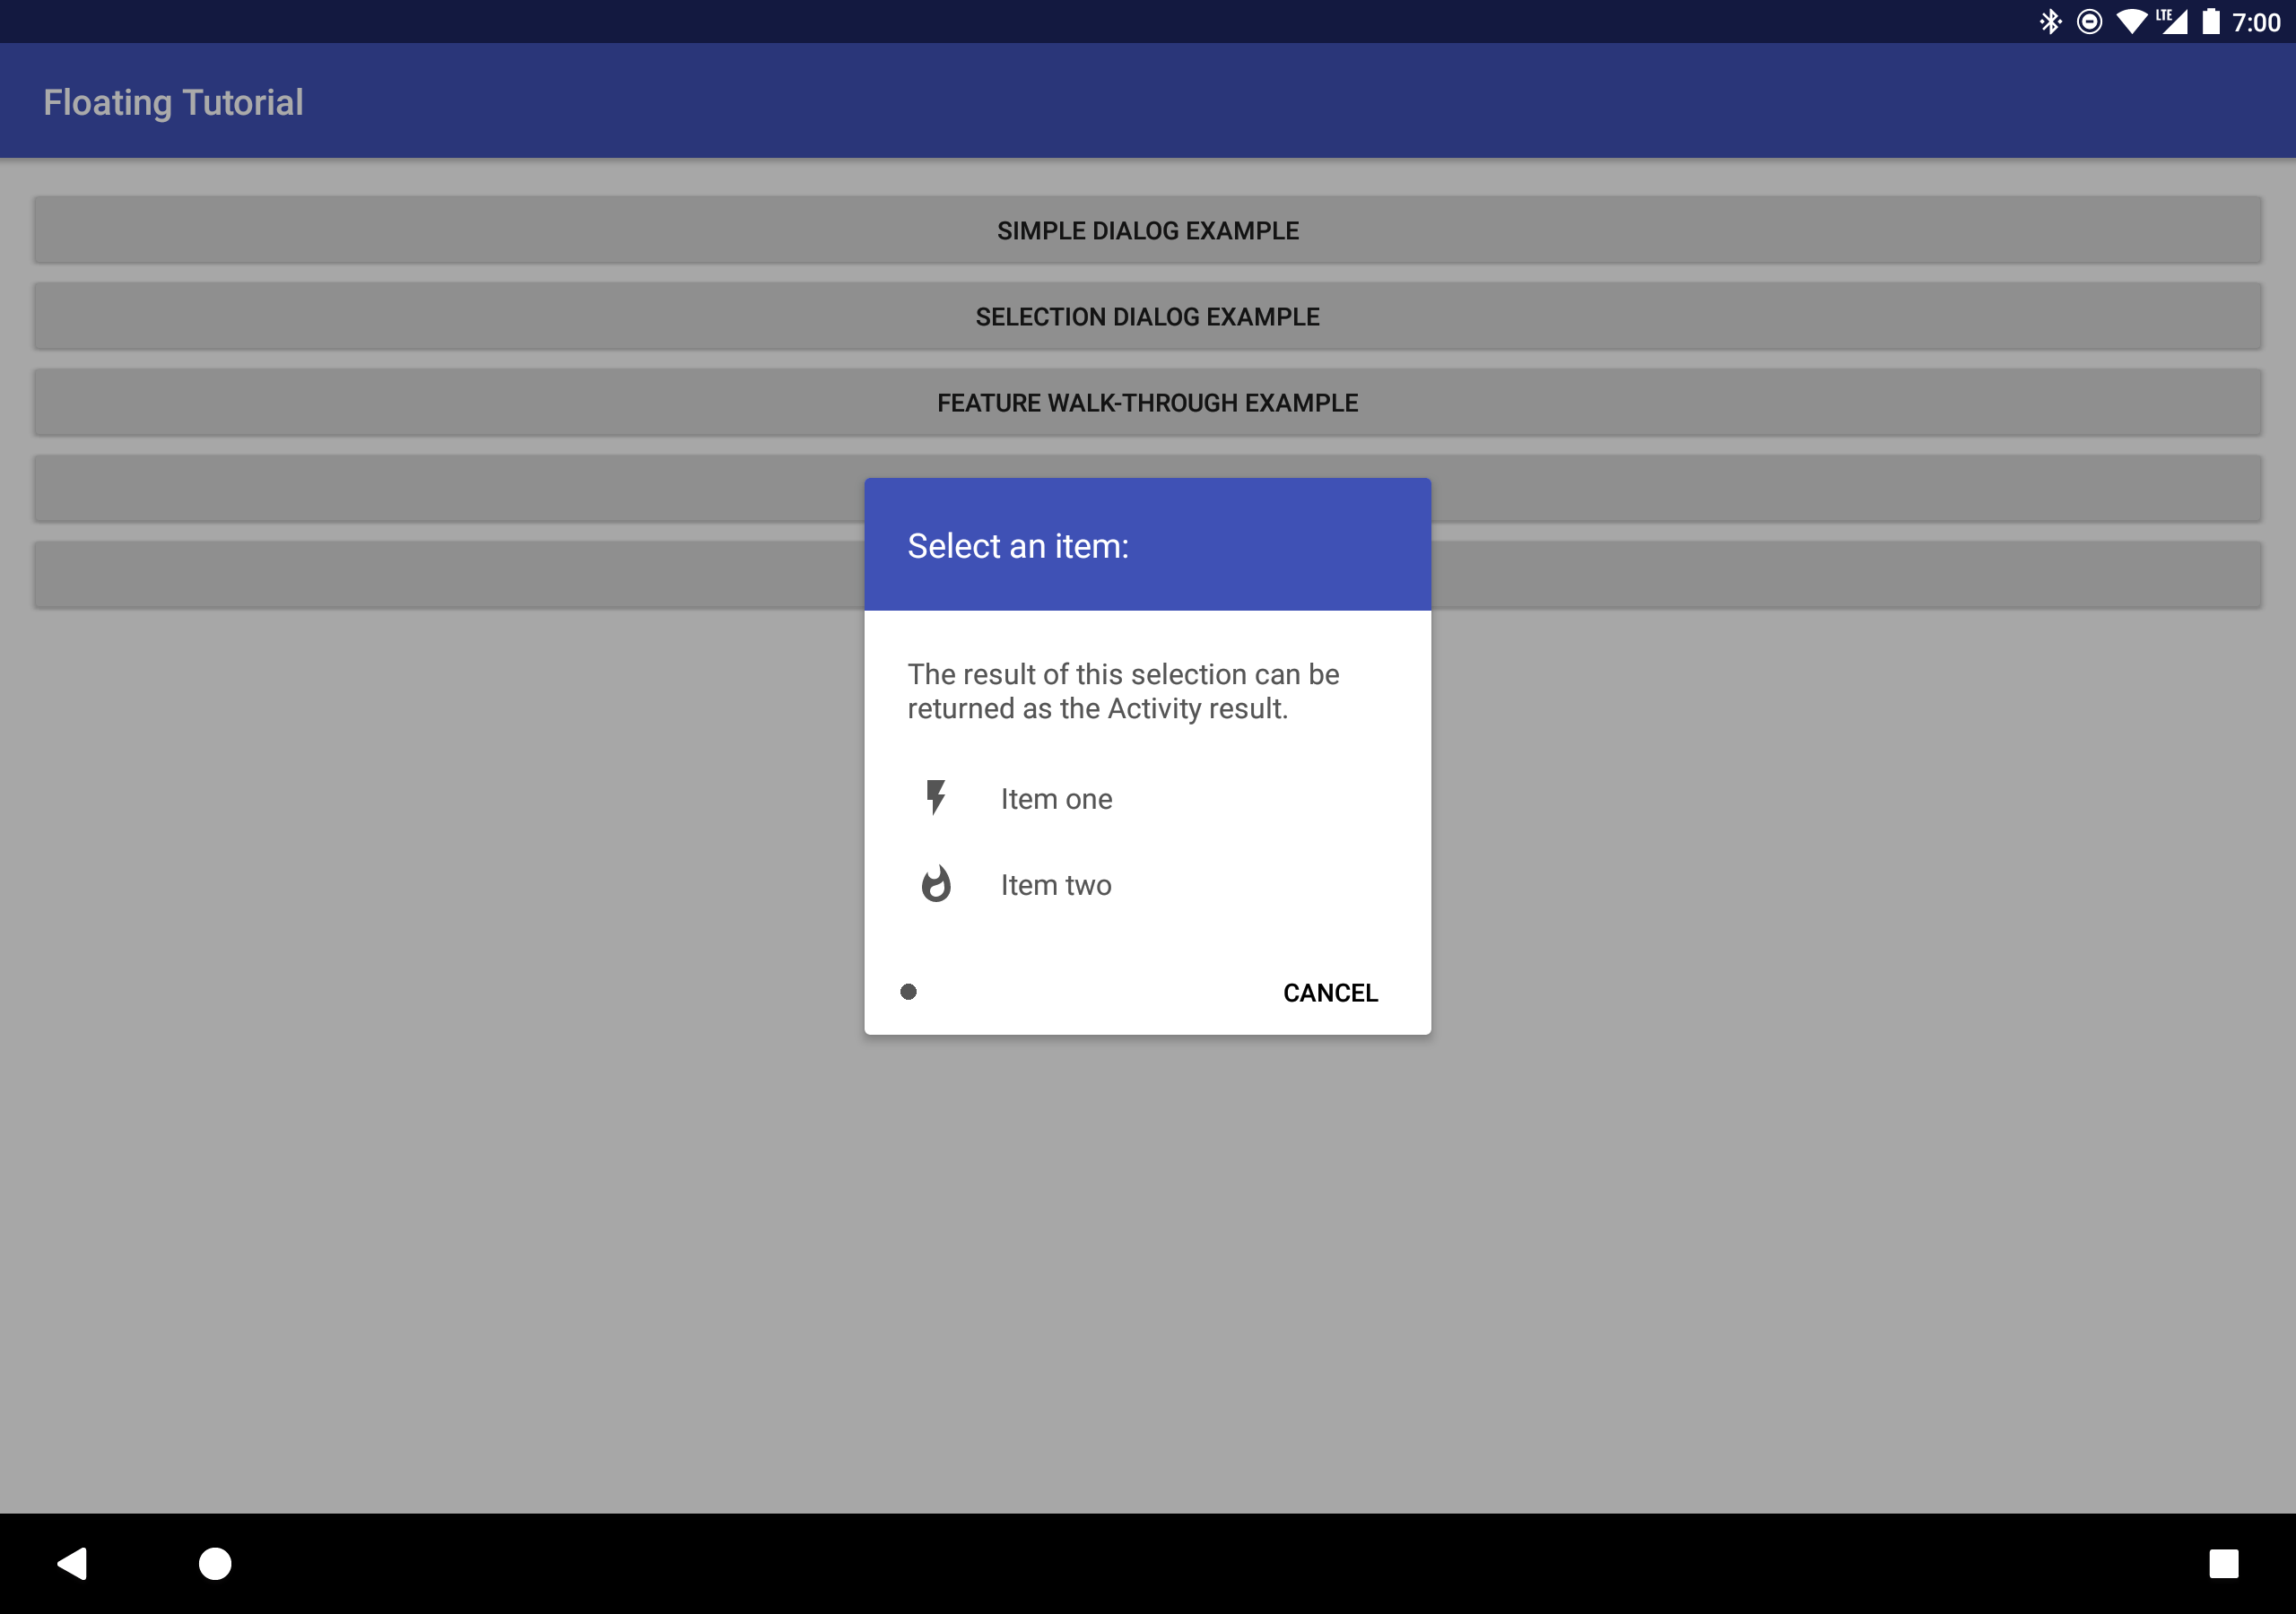 LTE 7:00
Floating Tutorial
SIMPLE DIALOG EXAMPLE
SELECTION DIALOG EXAMPLE
FEATURE WALK-THROUGH EXAMPLE
Select an item:
The result of this selection can be
returned as the Activity result.
Item one
Item two
CANCEL